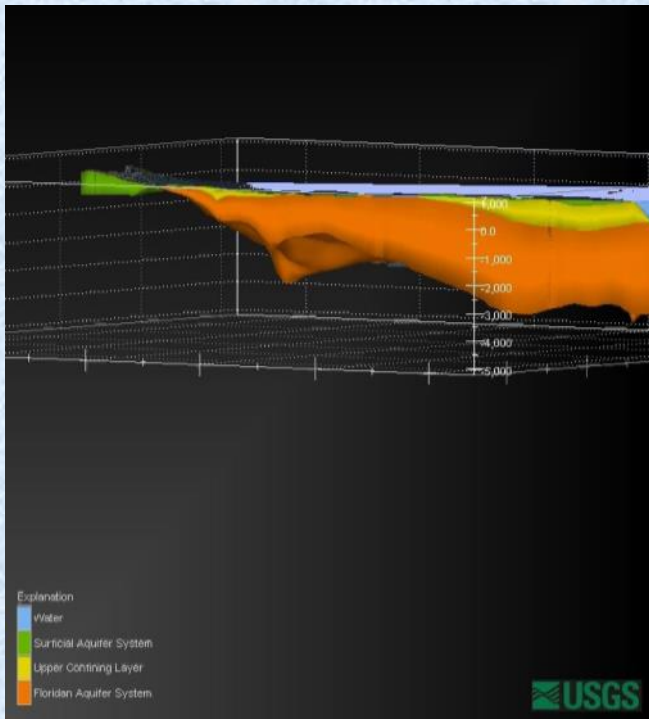 1,000
0.0
-1,000
-2,000
-3,000
-4,000
-5,000
Explanation
Water
Surficial Aquifer System
Upper Confining Layer
Floridan Aquifer System
USGS